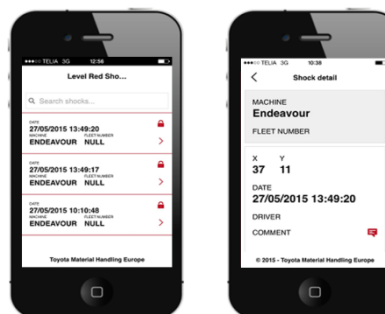 TELIA 3G 12:58
Level Red Sho...
Search shocks...
DATE
27/05/2015 13:49:20
MACHINE FLEETNUMBER
ENDEAVOUR NULL
DATE
27/05/2015 13:49:17
MACHINE FLEETNUMBER
ENDEAVOUR NULL
DATE
27/05/2015 10:10:48
MACHINE FLEETNUMBER
ENDEAVOUR NULL
Toyota Material Handling Europe
TELIA 3G 10:38
Shock detail
MACHINE
Endeavour
FLEET NUMBER
X Y
37 11
DATE
27/05/2015 13:49:20
DRIVER
COMMENT
© 2015 - Toyota Material Handling Europe